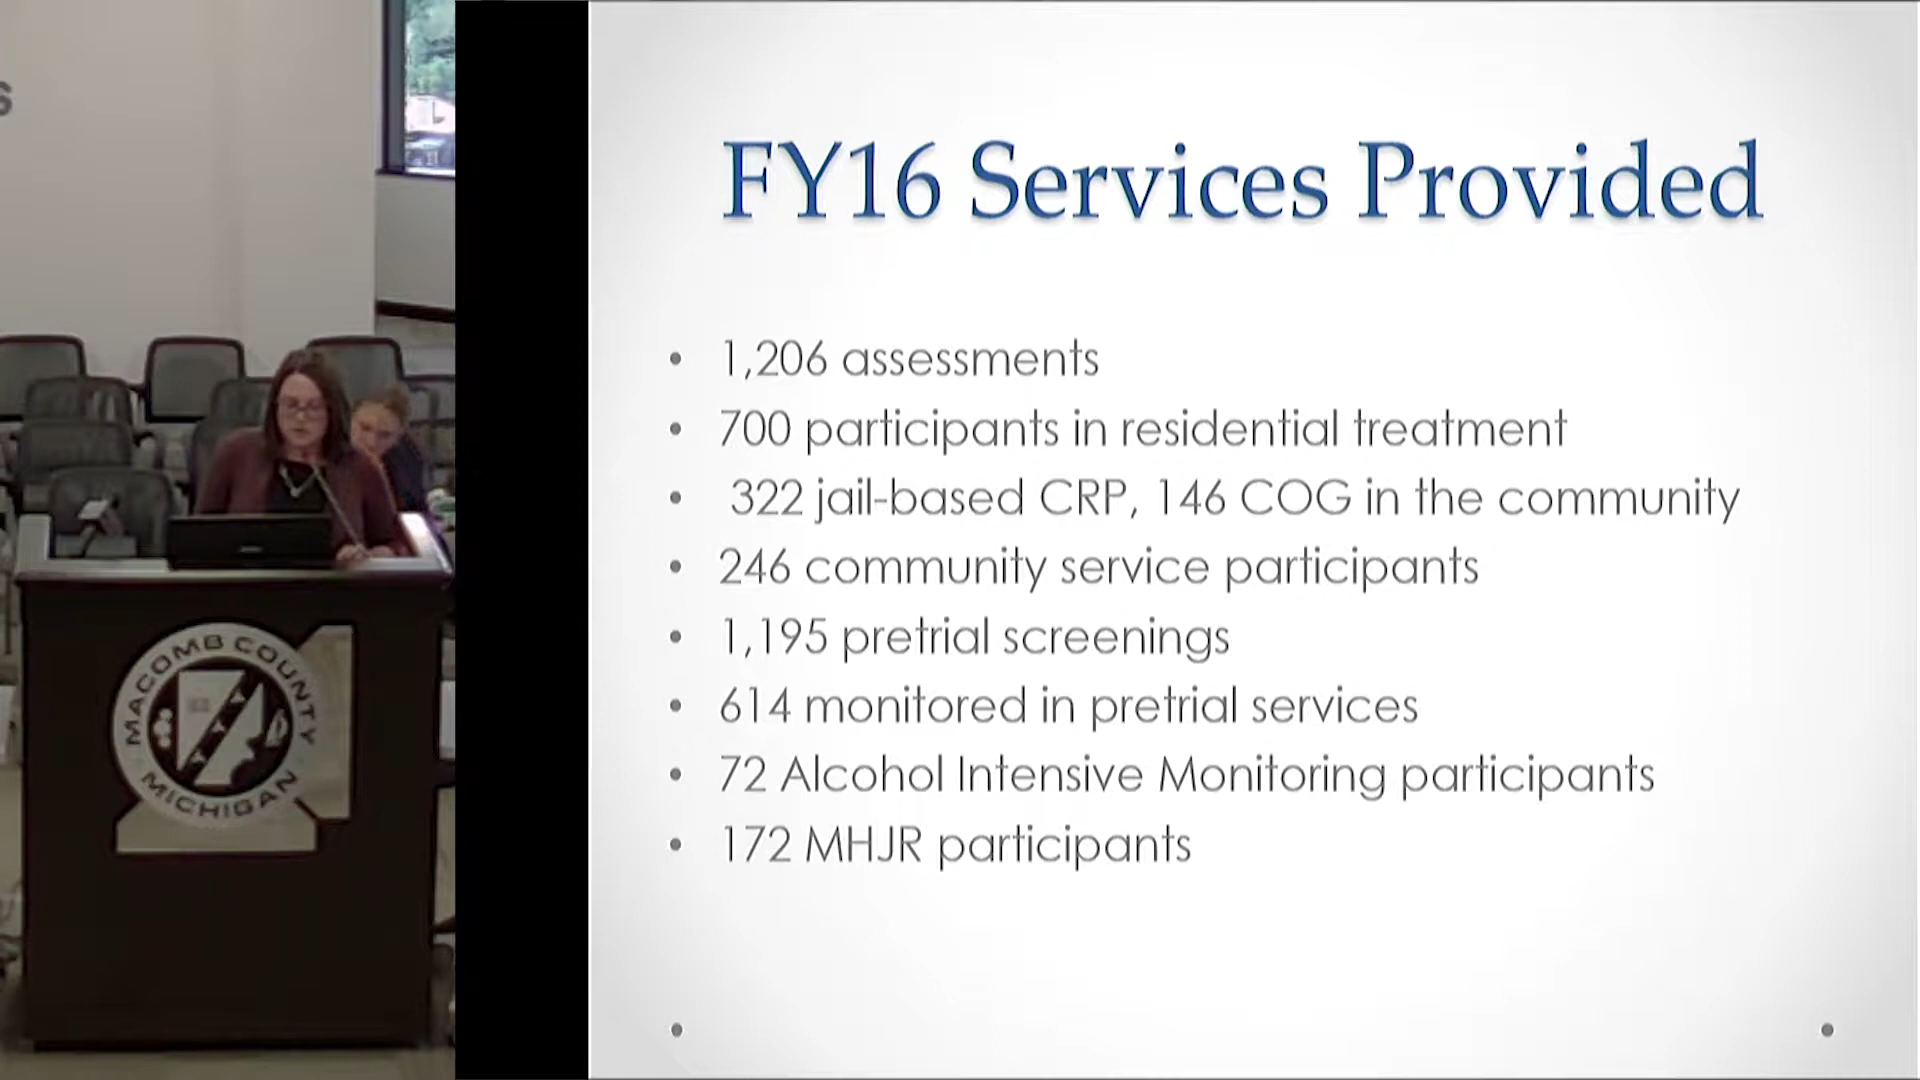 S
FY16 Services Provided
• 1,206 assessments
• 700 participants in residential treatment
• 322 jail-based CRP, 146 COG in the community
• 246 community service participants
• 1,195 pretrial screenings
• 614 monitored in pretrial services
• 72 Alcohol Intensive Monitoring participants
• 172 MHJR participants
MACOMB COUNTY
MICHIGAN